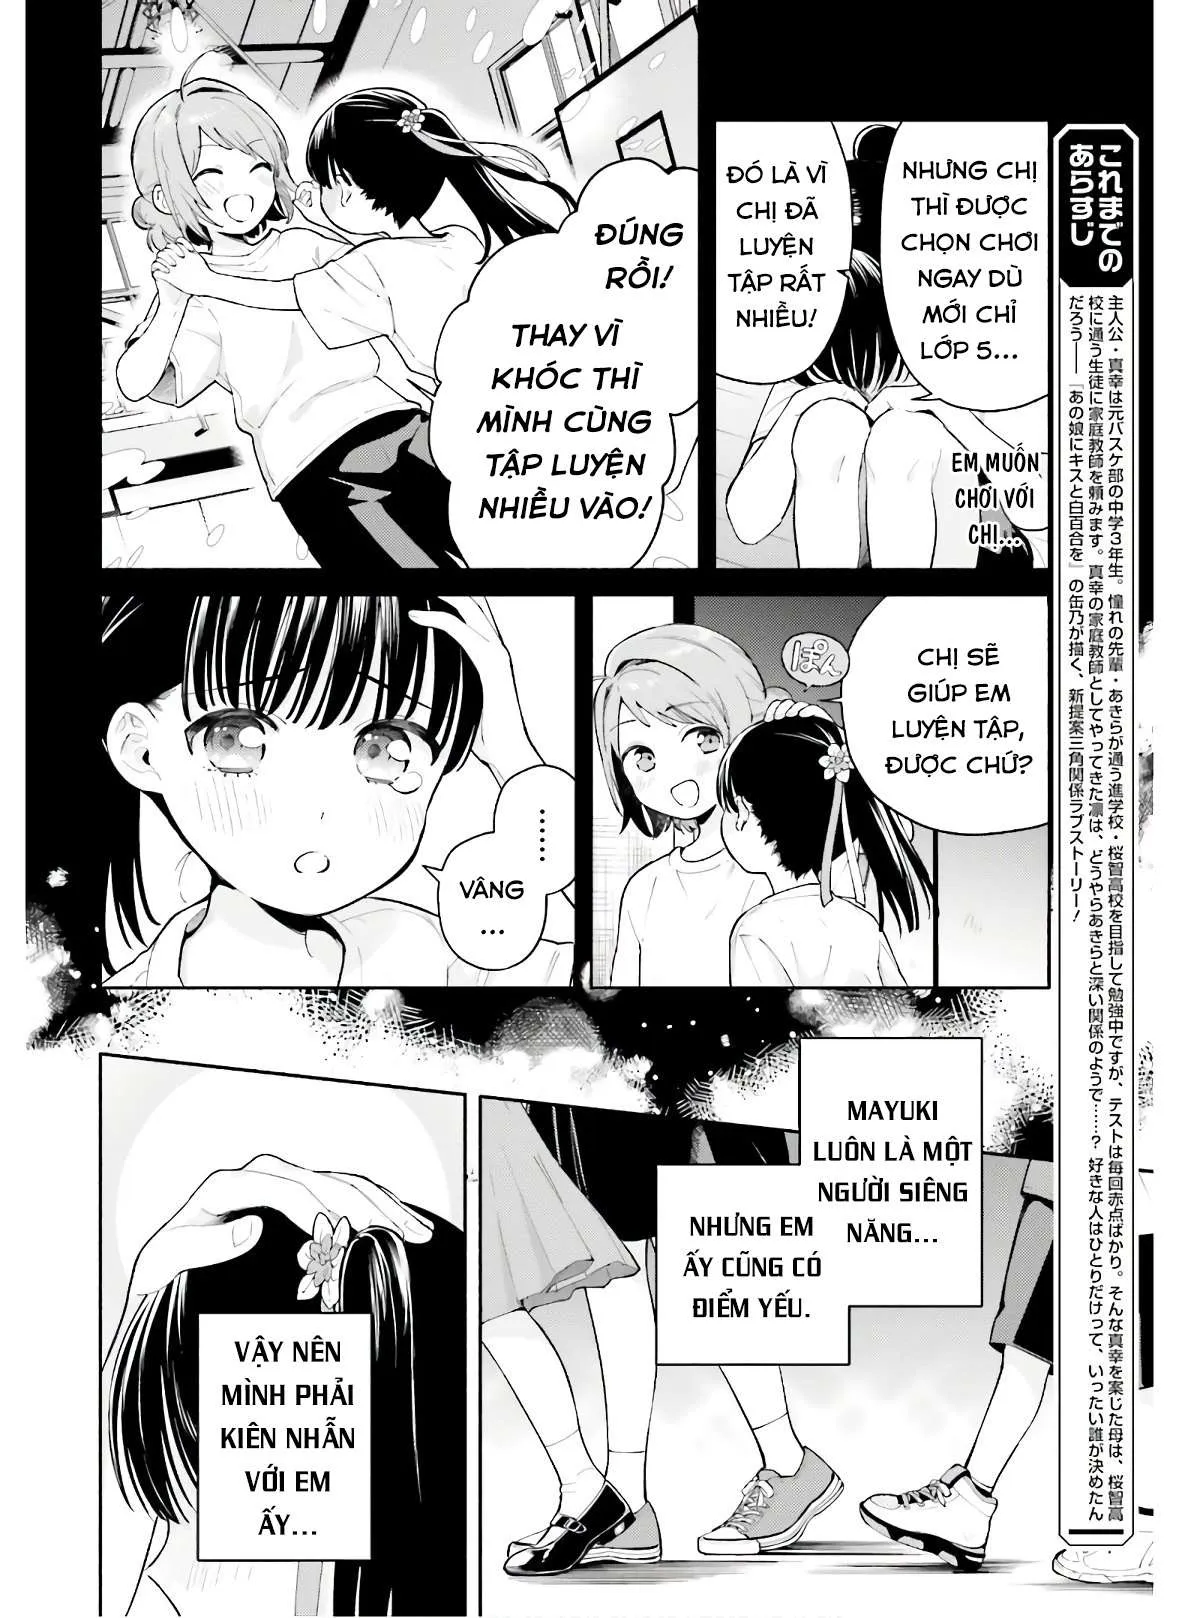 これまでの
あらすじ
主人公・真幸は元バスケ部の中学3年生。憧れの先輩・あきらが通う進学校・桜智高校を目指して勉強中ですが、テストは毎回赤点ばかり。そんな真幸を案じた母は、桜智高
校に通う生徒に家庭教師を頼みます。真幸の家庭教師としてやってきた凛は、どうやらあきらと深い関係のようで……？好きな人はひとりだけって、いったい誰が決めたん
だろう――『あの娘にキスと白百合を』の缶乃が描く、新提案三角関係ラブストーリー！
NHƯNG CHỊ
THÌ ĐƯỢC
CHỌN CHƠI
NGAY DÙ
MỚI CHỈ
LỚP 5...
EM MUỐN
CHƠI VỚI
CHỊ...
ĐÓ LÀ VÌ
CHỊ ĐÃ
LUYỆN
TẬP RẤT
NHIỀU!
ĐÚNG
RỒI!
THAY VÌ
KHÓC THÌ
MÌNH CÙNG
TẬP LUYỆN
NHIỀU VÀO!
CHỊ SẼ
GIÚP EM
LUYỆN TẬP,
ĐƯỢC CHỨ?
ぽん
......
VÂNG
...
MAYUKI
LUÔN LÀ MỘT
NGƯỜI SIÊNG
NĂNG...
NHƯNG EM
ẤY CŨNG CÓ
ĐIỂM YẾU.
VẬY NÊN
MÌNH PHẢI
KIÊN NHẪN
VỚI EM
ẤY...